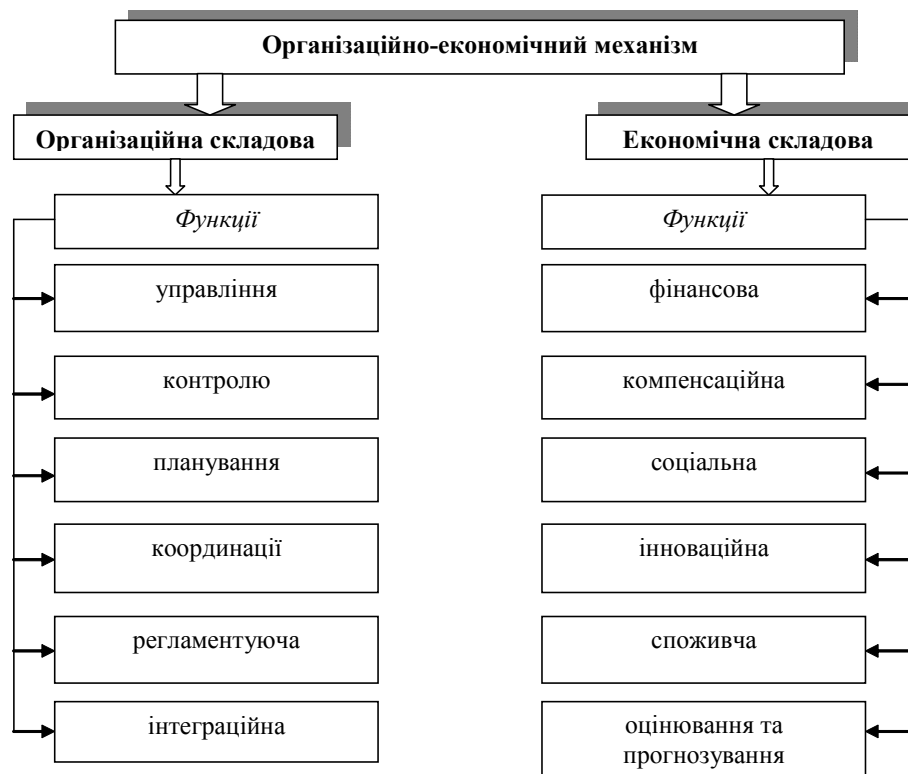 Організаційно-економічний механізм
Організаційна складова
Економічна складова
Функції
управління
контролю
планування
координації
регламентуюча
інтеграційна
Функції
фінансова
компенсаційна
соціальна
інноваційна
споживча
оцінювання та
прогнозування